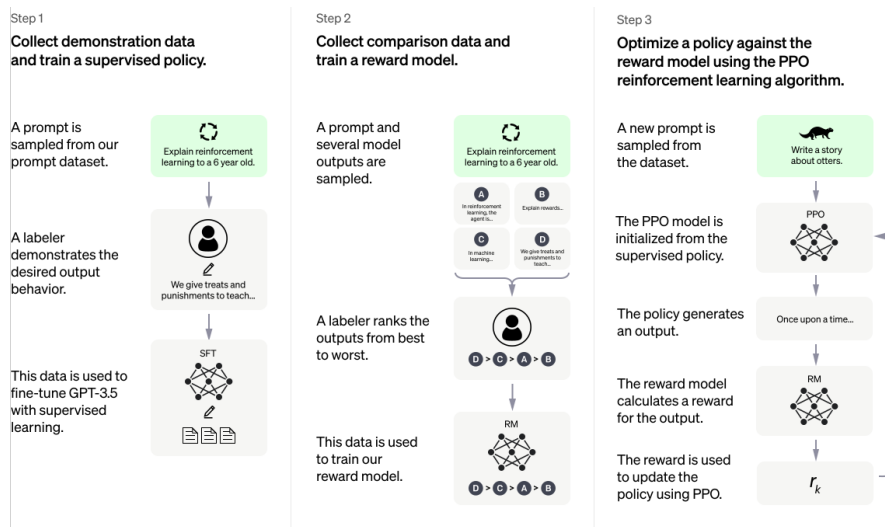 Step 1
Collect demonstration data
and train a supervised policy.
A prompt is
sampled from our
prompt dataset.
Explain reinforcement
learning to a 6 year old.
A labeler
demonstrates the
desired output
behavior.
We give treats and
punishments to teach...
This data is used to
fine-tune GPT-3.5
with supervised
learning.
SFT
Step 2
Collect comparison data and
train a reward model.
A prompt and
several model
outputs are
sampled.
Explain reinforcement
learning to a 6 year old.
A
In reinforcement
learning, the
agent is...
B
Explain rewards...
C
In machine
learning...
D
We give treats and
punishments to
teach...
A labeler ranks the
outputs from best
to worst.
D > C > A > B
This data is used
to train our
reward model.
RM
D > C > A > B
Step 3
Optimize a policy against the
reward model using the PPO
reinforcement learning algorithm.
A new prompt is
sampled from
the dataset.
Write a story
about otters.
The PPO model is
initialized from the
supervised policy.
PPO
The policy generates
an output.
Once upon a time...
The reward model
calculates a reward
for the output.
RM
The reward is used
to update the
policy using PPO.
rk